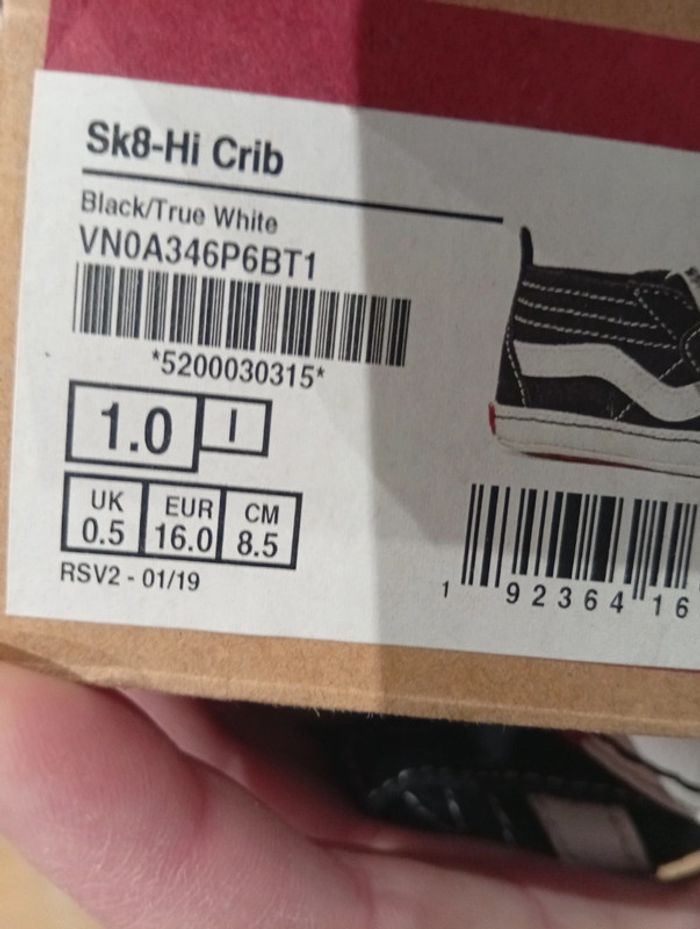 Sk8-Hi Crib
Black/True White
VN0A346P6BT1
*5200030315*
1.0 I
UK EUR CM
0.5 16.0 8.5
RSV2 - 01/19
1 92364 16